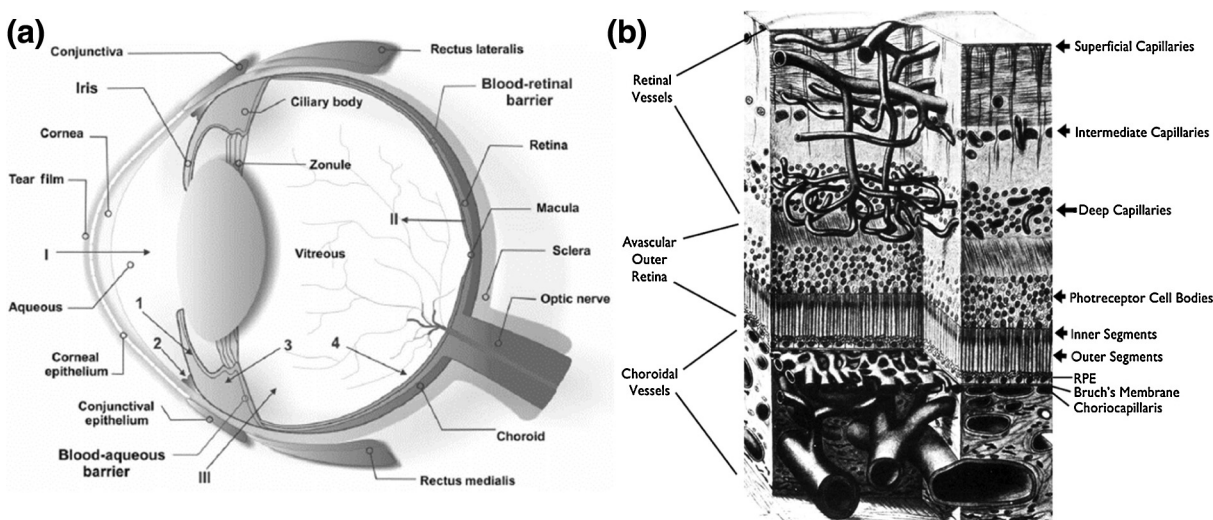 (a)
Conjunctiva
Rectus lateralis
Iris
Ciliary body
Blood-retinal
barrier
Cornea
Zonule
Retina
Tear film
II
Macula
I
Vitreous
Sclera
Aqueous
Optic nerve
1
2
3
4
Corneal
epithelium
Conjunctival
epithelium
Choroid
Blood-aqueous
barrier
III
Rectus medialis
(b)
Retinal
Vessels
Avascular
Outer
Retina
Choroidal
Vessels
Superficial Capillaries
Intermediate Capillaries
Deep Capillaries
Photreceptor Cell Bodies
Inner Segments
Outer Segments
RPE
Bruch's Membrane
Choriocapillaris